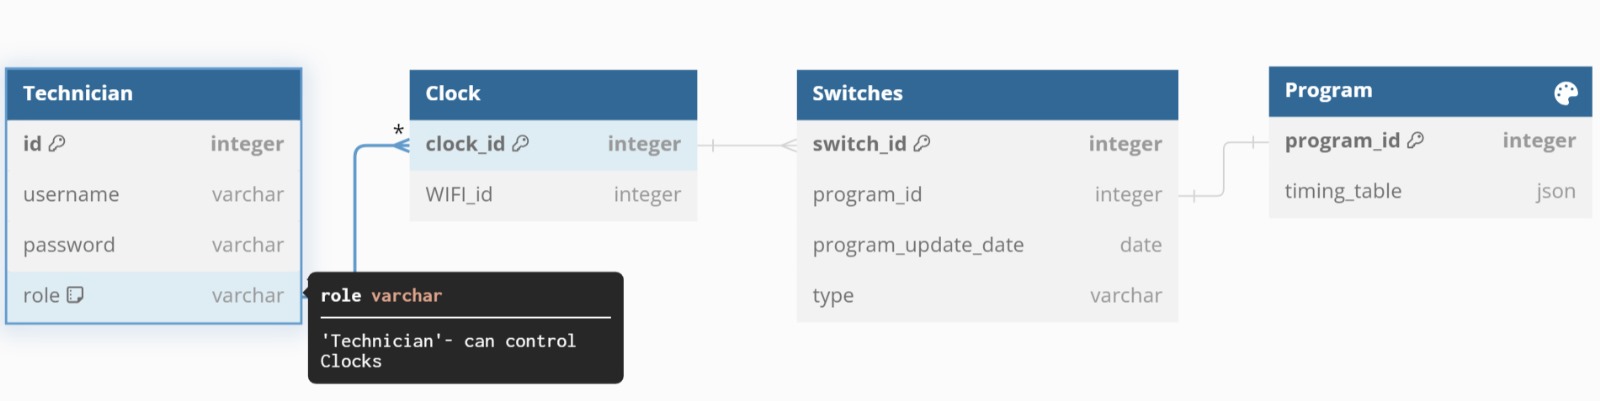 Technician
id integer
username varchar
password varchar
role varchar
*
Clock
clock_id integer
WIFI_id integer
role varchar
'Technician'- can control
Clocks
Switches
switch_id integer
program_id integer
program_update_date date
type varchar
Program
program_id integer
timing_table json